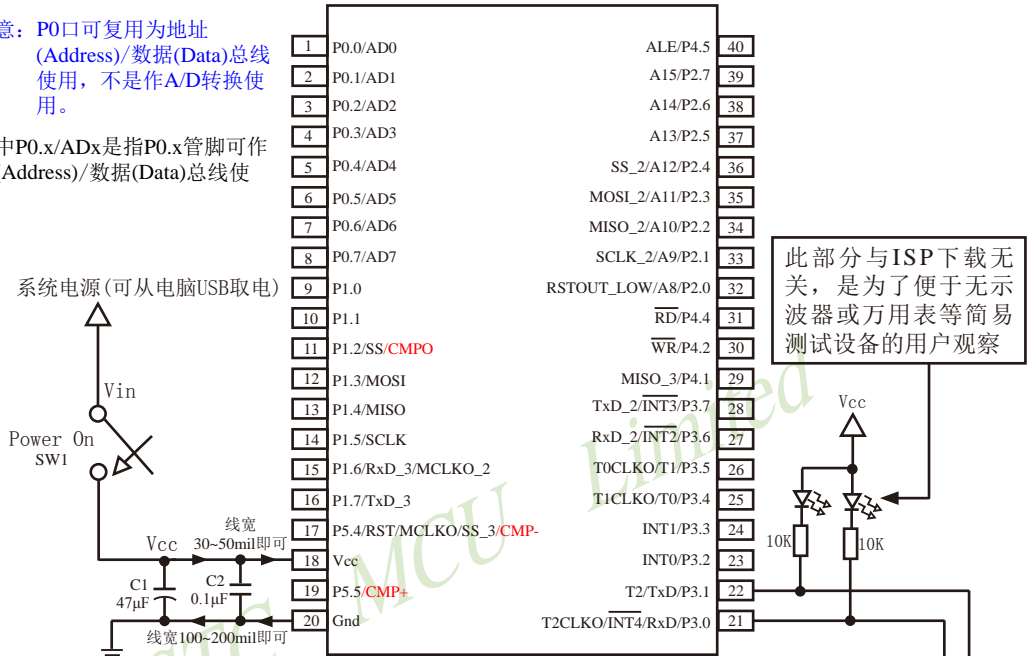 意：P0口可复用为地址
(Address)/数据(Data)总线
使用，不是作A/D转换使
用。
中P0.x/ADx是指P0.x管脚可作
(Address)/数据(Data)总线使
系统电源(可从电脑USB取电)
Vin
Power On
SW1
Vcc
线宽
30~50mil即可
C1
47μF
C2
0.1μF
线宽100~200mil即可
1 P0.0/AD0
2 P0.1/AD1
3 P0.2/AD2
4 P0.3/AD3
5 P0.4/AD4
6 P0.5/AD5
7 P0.6/AD6
8 P0.7/AD7
9 P1.0
10 P1.1
11 P1.2/SS/CMPO
12 P1.3/MOSI
13 P1.4/MISO
14 P1.5/SCLK
15 P1.6/RxD_3/MCLKO_2
16 P1.7/TxD_3
17 P5.4/RST/MCLKO/SS_3/CMP-
18 Vcc
19 P5.5/CMP+
20 Gnd
ALE/P4.5 40
A15/P2.7 39
A14/P2.6 38
A13/P2.5 37
SS_2/A12/P2.4 36
MOSI_2/A11/P2.3 35
MISO_2/A10/P2.2 34
SCLK_2/A9/P2.1 33
RSTOUT_LOW/A8/P2.0 32
RD/P4.4 31
WR/P4.2 30
MISO_3/P4.1 29
TxD_2/INT3/P3.7 28
RxD_2/INT2/P3.6 27
T0CLKO/T1/P3.5 26
T1CLKO/T0/P3.4 25
INT1/P3.3 24
INT0/P3.2 23
T2/TxD/P3.1 22
T2CLKO/INT4/RxD/P3.0 21
此部分与ISP下载无
关，是为了便于无示
波器或万用表等简易
测试设备的用户观察
Vcc
10K
10K
STC MCU Limited